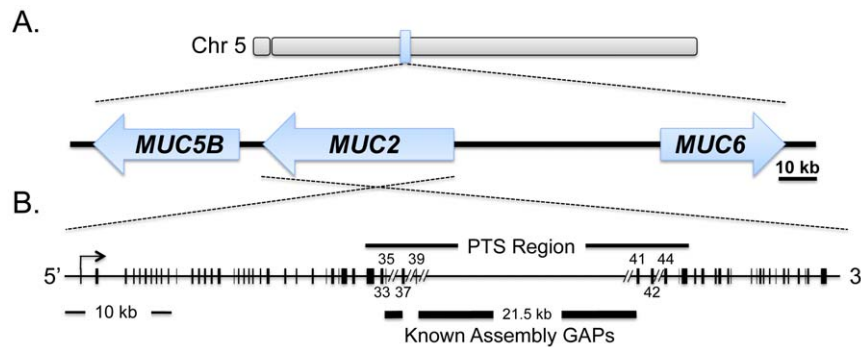 A.
Chr 5
MUC5B MUC2 MUC6
10 kb
B.
PTS Region
35 39 41 44
5' 3
33 37 42
10 kb 21.5 kb
Known Assembly GAPs